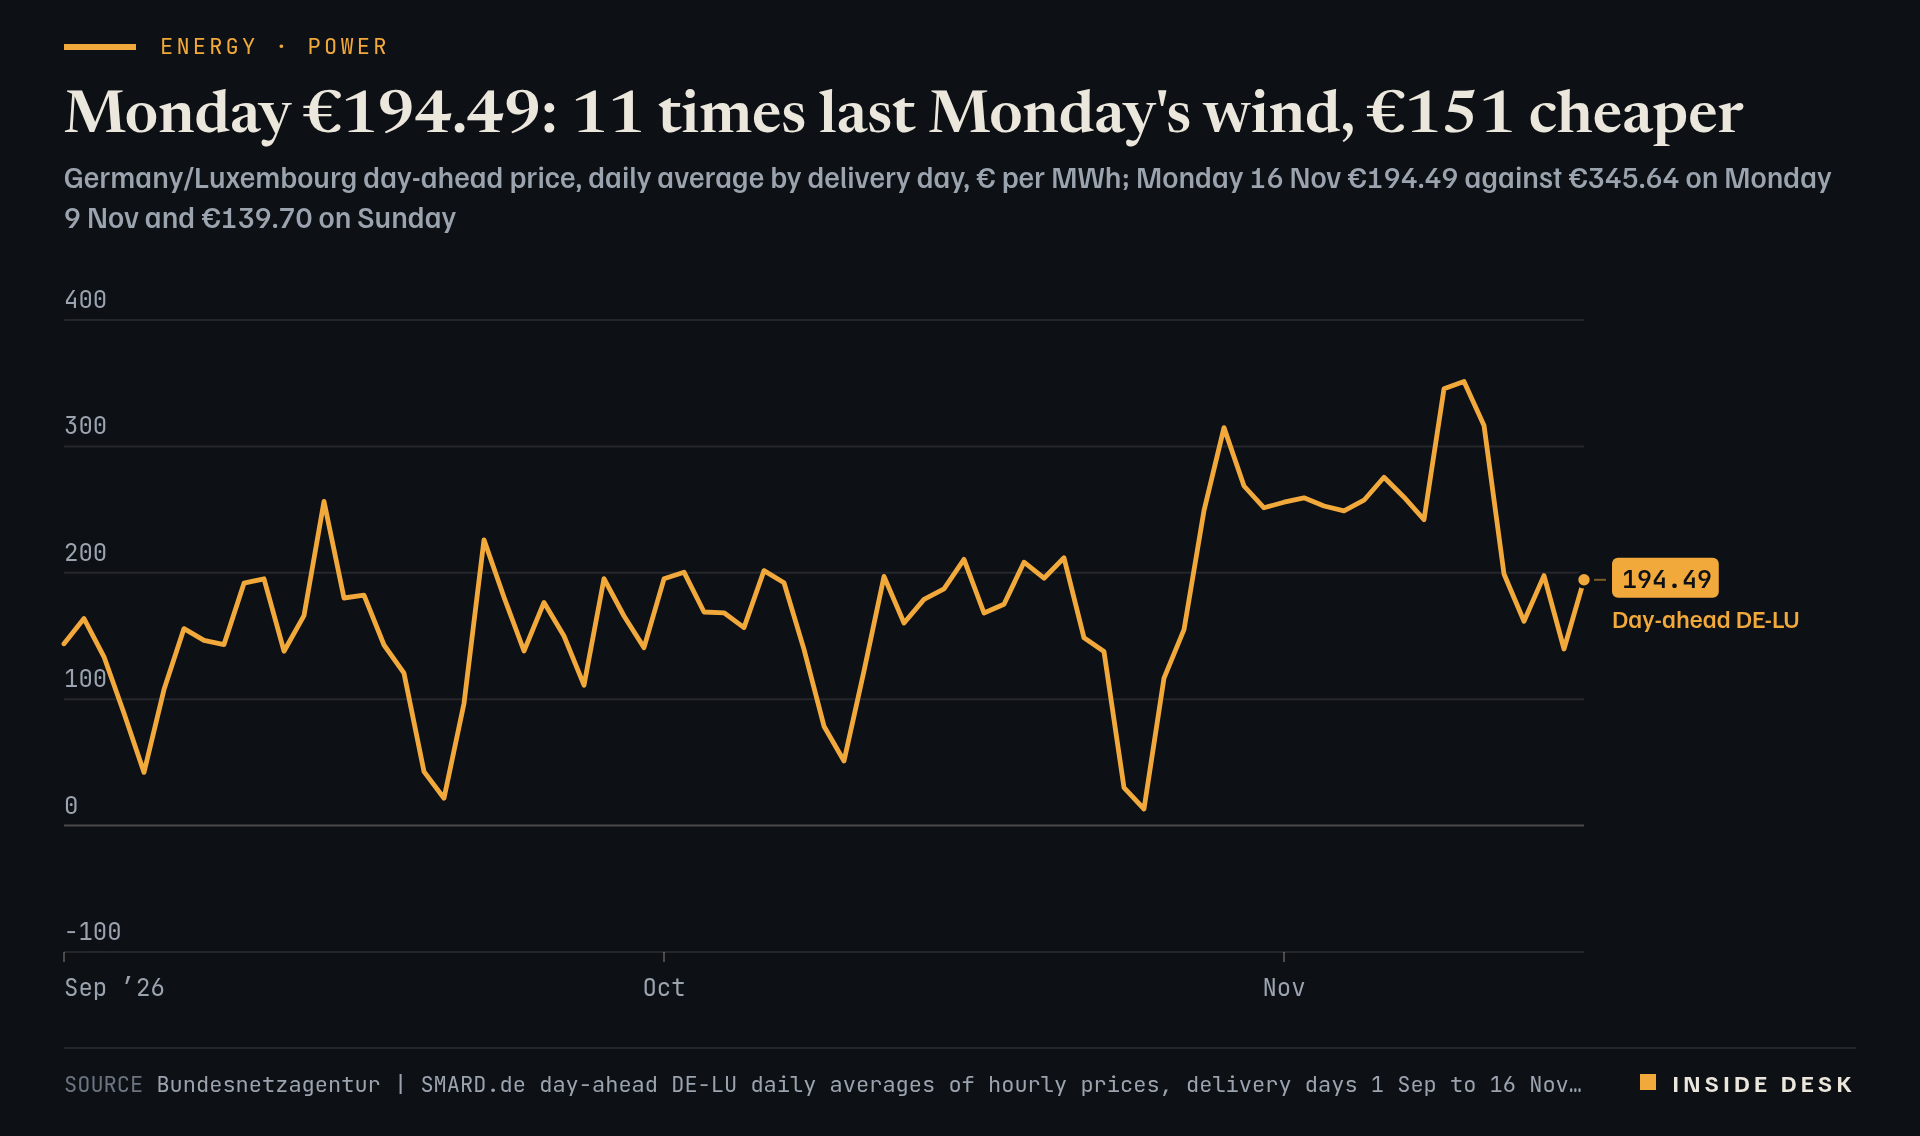 ENERGY · POWER
Monday €194.49: 11 times last Monday's wind, €151 cheaper
Germany/Luxembourg day-ahead price, daily average by delivery day, € per MWh; Monday 16 Nov €194.49 against €345.64 on Monday
9 Nov and €139.70 on Sunday
400
300
200
100
0
-100
194.49
Day-ahead DE-LU
Sep ’26
Oct
Nov
SOURCE Bundesnetzagentur | SMARD.de day-ahead DE-LU daily averages of hourly prices, delivery days 1 Sep to 16 Nov…
INSIDE DESK